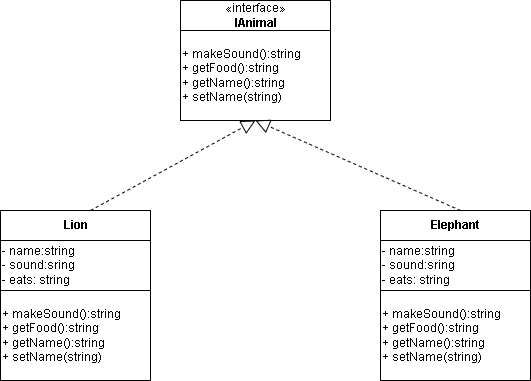 «interface»
IAnimal
+ makeSound():string
+ getFood():string
+ getName():string
+ setName(string)
Lion
- name:string
- sound:sring
- eats: string
+ makeSound():string
+ getFood():string
+ getName():string
+ setName(string)
Elephant
- name:string
- sound:sring
- eats: string
+ makeSound():string
+ getFood():string
+ getName():string
+ setName(string)